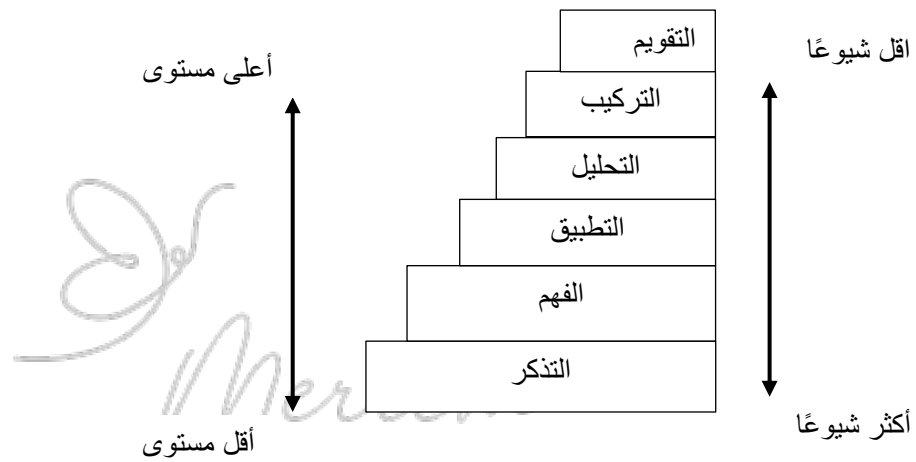 التقويم
اقل شيوعًا
أعلى مستوى
التركيب
التحليل
التطبيق
الفهم
التذكر
أكثر شيوعًا
أقل مستوى